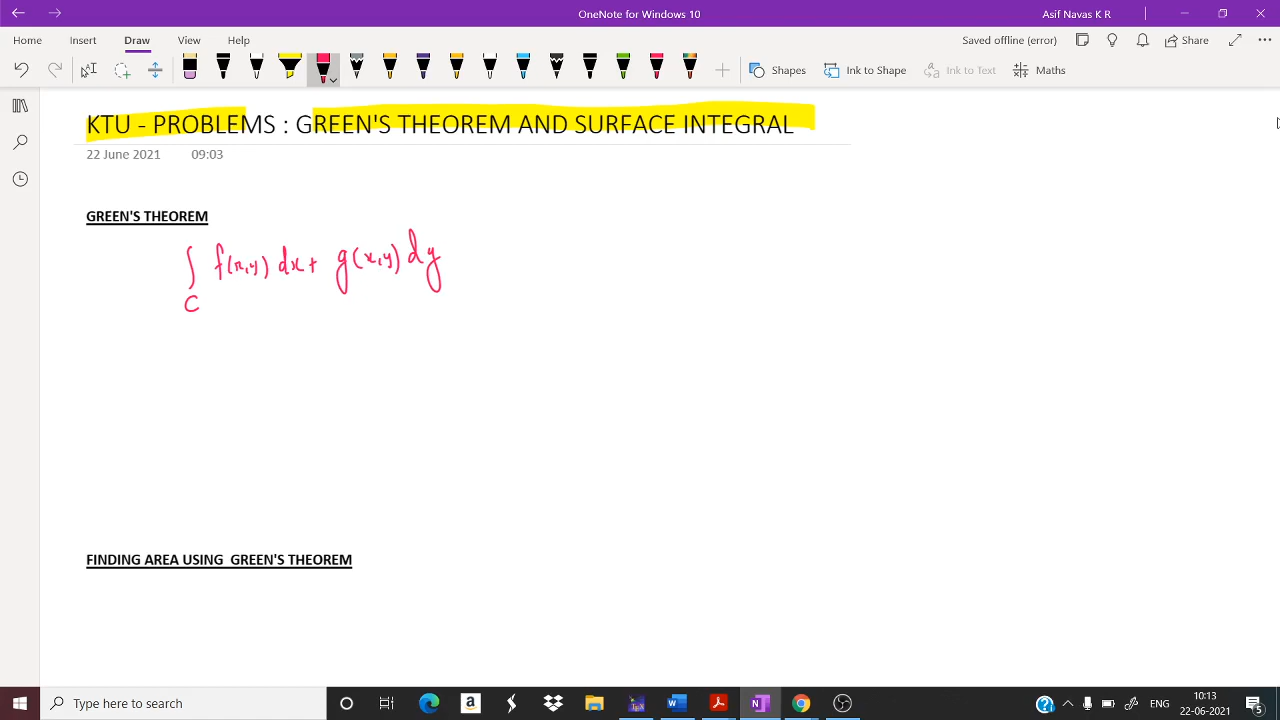 OneNote for Windows 10
Asif Navas K R
Home Insert Draw View Help
Saved offline (error) Share
Shapes Ink to Shape Ink to Text Maths
KTU - PROBLEMS : GREEN'S THEOREM AND SURFACE INTEGRAL
22 June 2021 09:03
GREEN'S THEOREM
∫ f(x,y) dx + g(x,y) dy
C
FINDING AREA USING GREEN'S THEOREM
Type here to search
ENG
10:13
22-06-2021
5